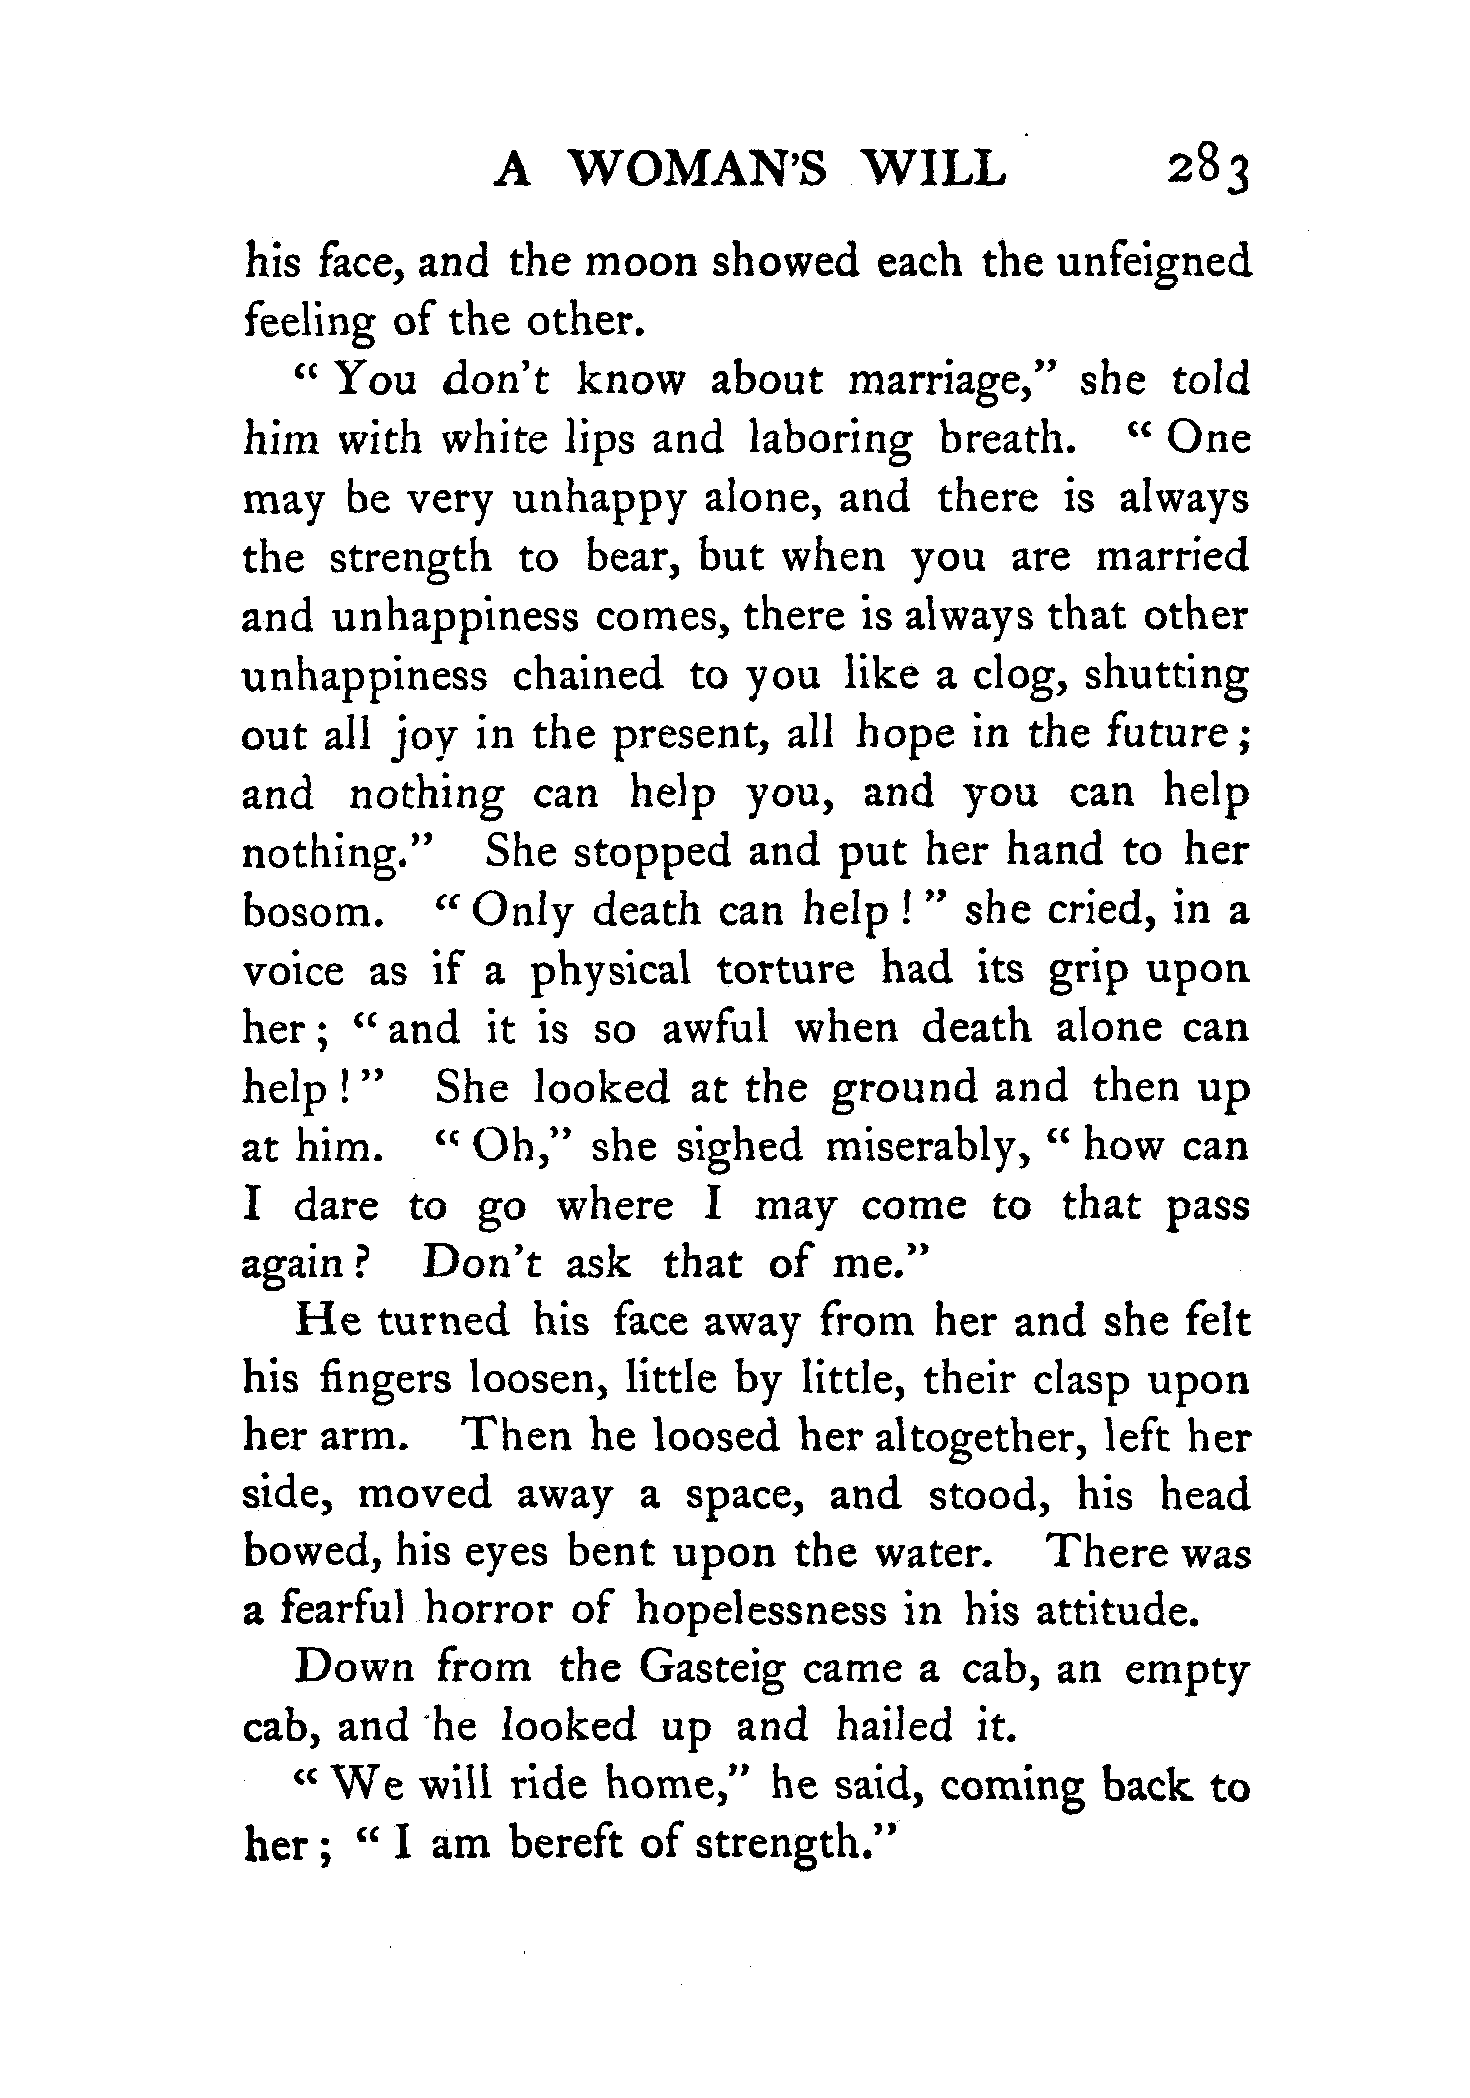 A WOMAN'S WILL 283
his face, and the moon showed each the unfeigned
feeling of the other.
“ You don't know about marriage,” she told
him with white lips and laboring breath. “ One
may be very unhappy alone, and there is always
the strength to bear, but when you are married
and unhappiness comes, there is always that other
unhappiness chained to you like a clog, shutting
out all joy in the present, all hope in the future ;
and nothing can help you, and you can help
nothing.” She stopped and put her hand to her
bosom. “ Only death can help ! ” she cried, in a
voice as if a physical torture had its grip upon
her ; “ and it is so awful when death alone can
help ! ” She looked at the ground and then up
at him. “ Oh,” she sighed miserably, “ how can
I dare to go where I may come to that pass
again ? Don't ask that of me.”
He turned his face away from her and she felt
his fingers loosen, little by little, their clasp upon
her arm. Then he loosed her altogether, left her
side, moved away a space, and stood, his head
bowed, his eyes bent upon the water. There was
a fearful horror of hopelessness in his attitude.
Down from the Gasteig came a cab, an empty
cab, and he looked up and hailed it.
“ We will ride home,” he said, coming back to
her ; “ I am bereft of strength.”